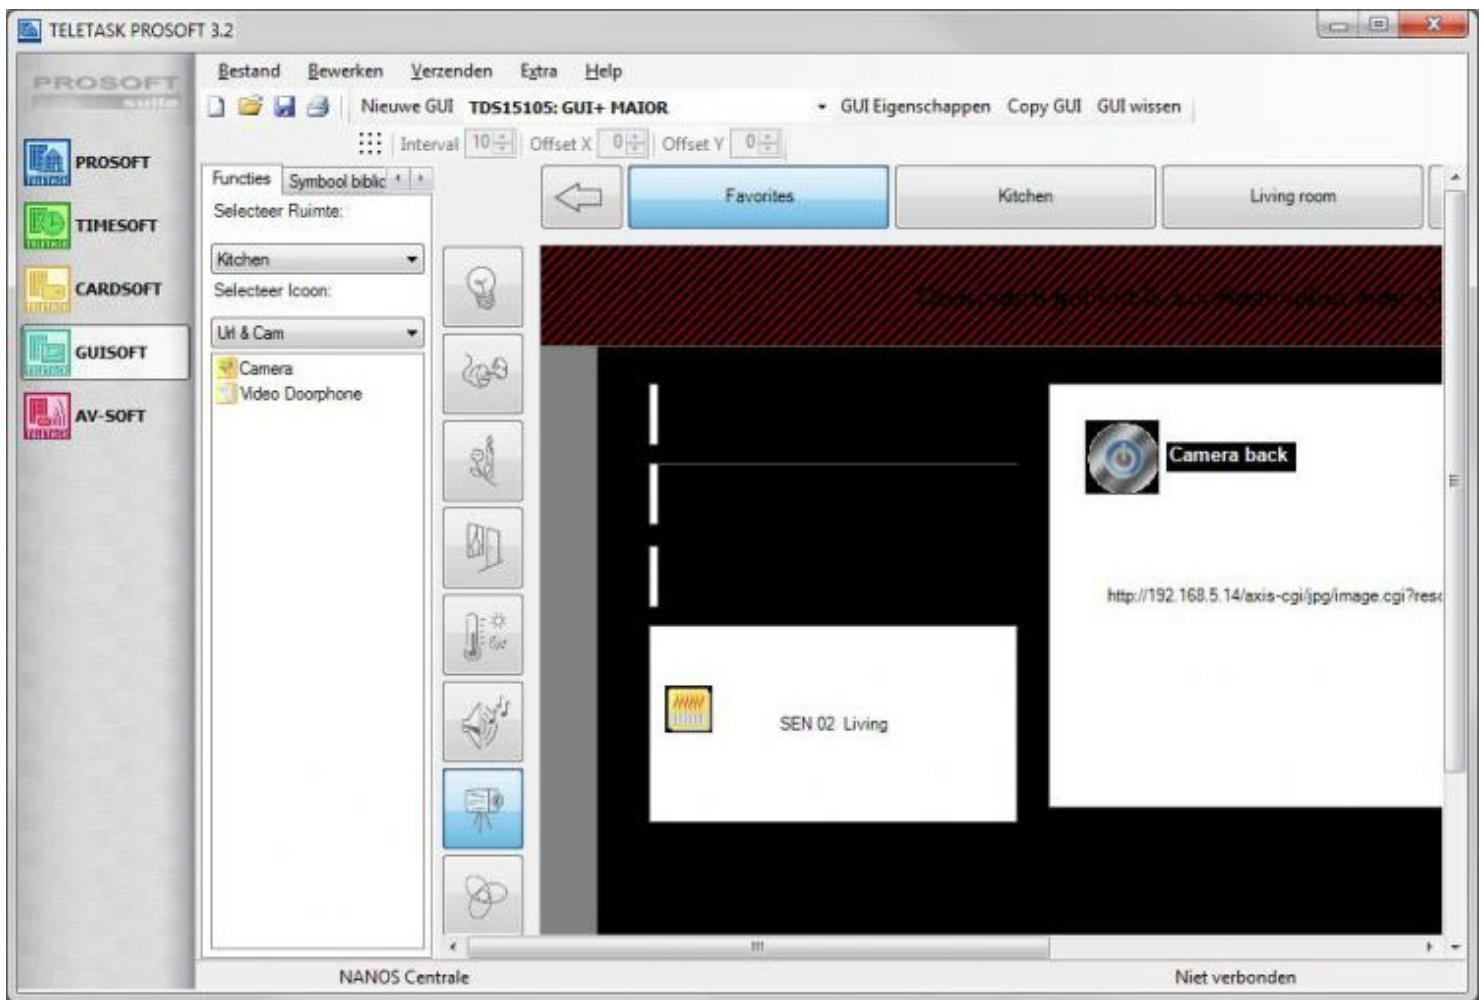 TELETASK PROSOFT 3.2
PROSOFT
suite
Bestand Bewerken Verzenden Extra Help
Nieuwe GUI TDS15105: GUI+ MAIOR GUI Eigenschappen Copy GUI GUI wissen
Interval 10 Offset X 0 Offset Y 0
PROSOFT
TIMESOFT
CARDSOFT
GUISOFT
AV-SOFT
Functies Symbool biblic
Selecteer Ruimte:
Kitchen
Selecteer Icoon:
Url & Cam
Camera
Video Doorphone
Favorites Kitchen Living room
Camera back
http://192.168.5.14/axis-cgi/jpg/image.cgi?resc
SEN 02 Living
NANOS Centrale Niet verbonden